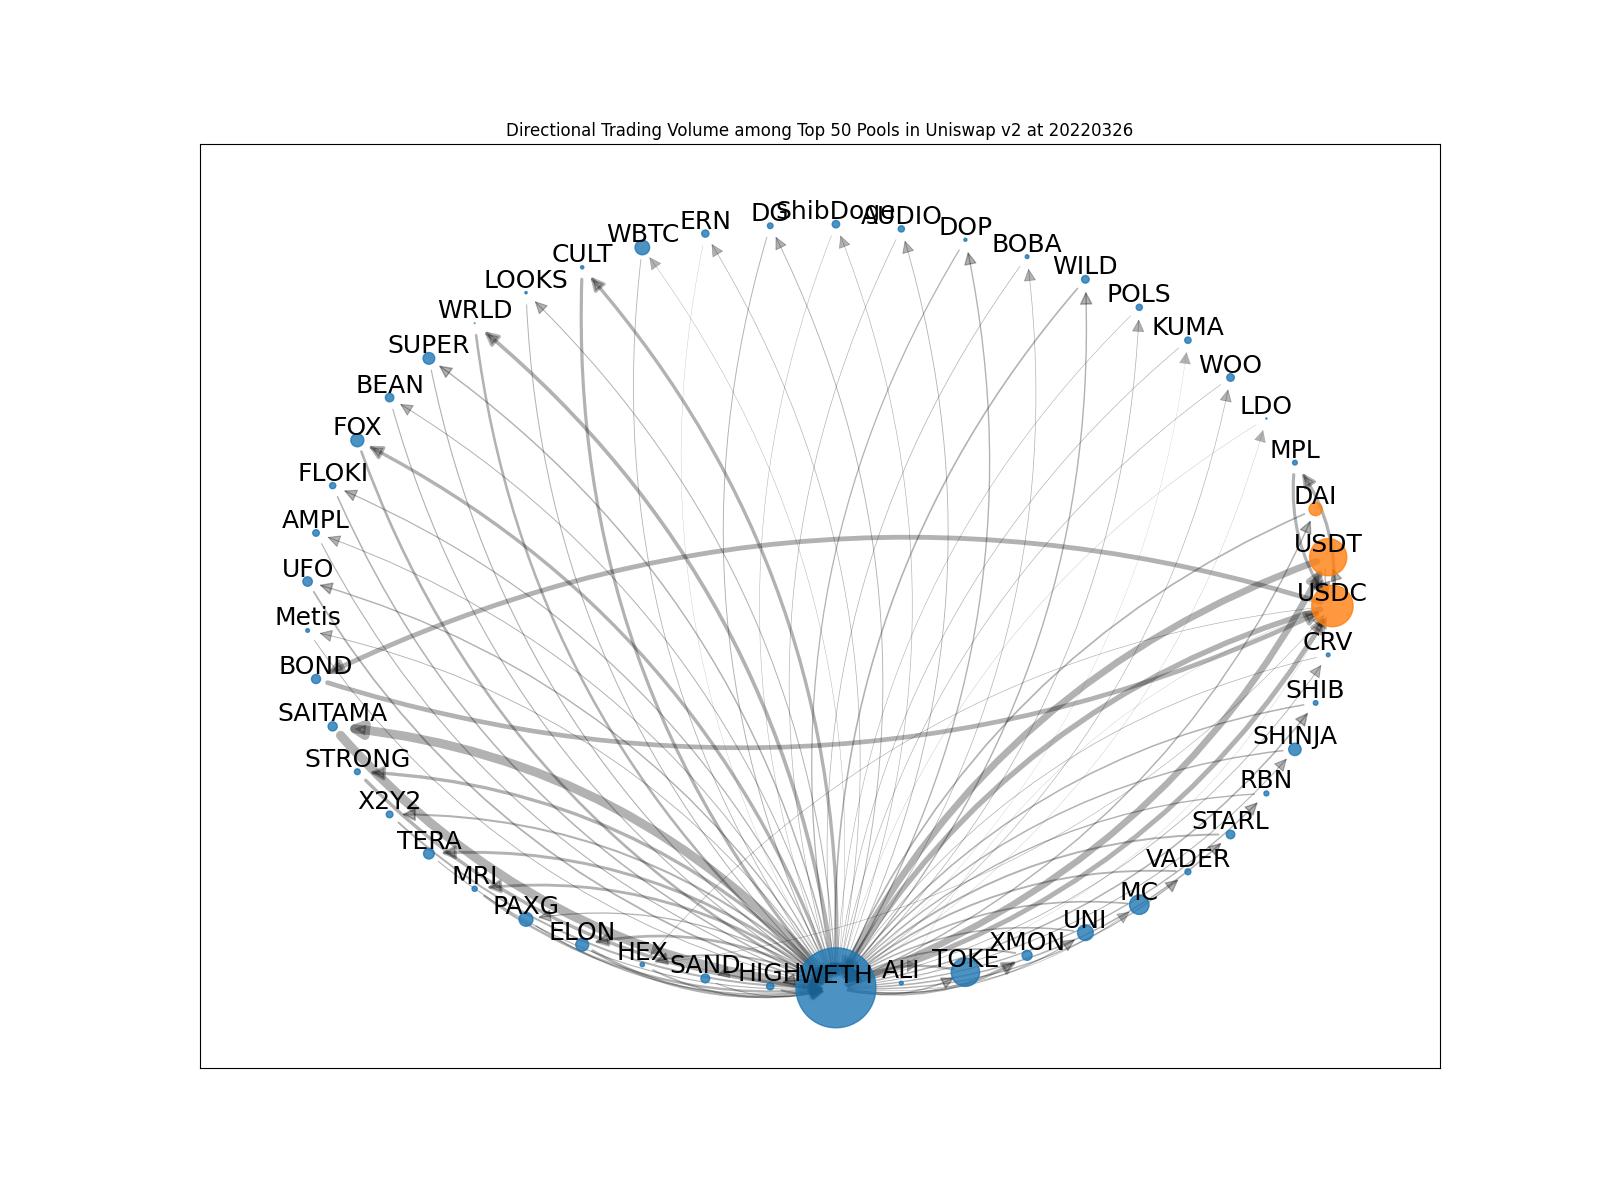 Directional Trading Volume among Top 50 Pools in Uniswap v2 at 20220326
DG
ShibDoge
AUDIO
ERN
DOP
WBTC
BOBA
CULT
WILD
LOOKS
POLS
WRLD
KUMA
SUPER
WOO
BEAN
LDO
FOX
MPL
FLOKI
DAI
AMPL
USDT
UFO
USDC
Metis
CRV
BOND
SHIB
SAITAMA
SHINJA
STRONG
RBN
X2Y2
STARL
TERA
VADER
MRI
MC
PAXG
UNI
ELON
XMON
HEX
TOKE
SAND
HIGH
WETH
ALI